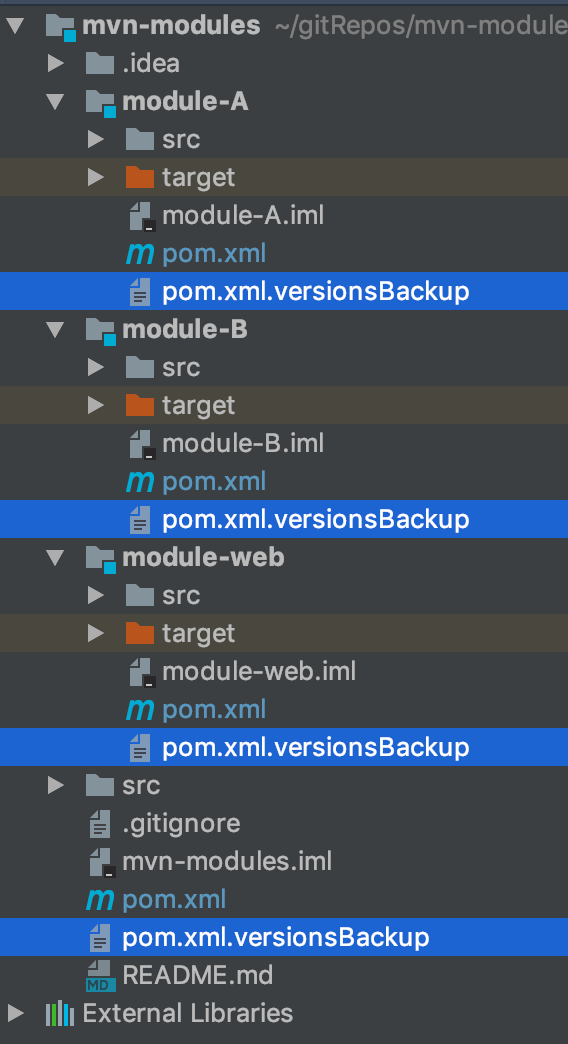 mvn-modules ~/gitRepos/mvn-module
.idea
module-A
src
target
module-A.iml
pom.xml
pom.xml.versionsBackup
module-B
src
target
module-B.iml
pom.xml
pom.xml.versionsBackup
module-web
src
target
module-web.iml
pom.xml
pom.xml.versionsBackup
src
.gitignore
mvn-modules.iml
pom.xml
pom.xml.versionsBackup
MD README.md
External Libraries